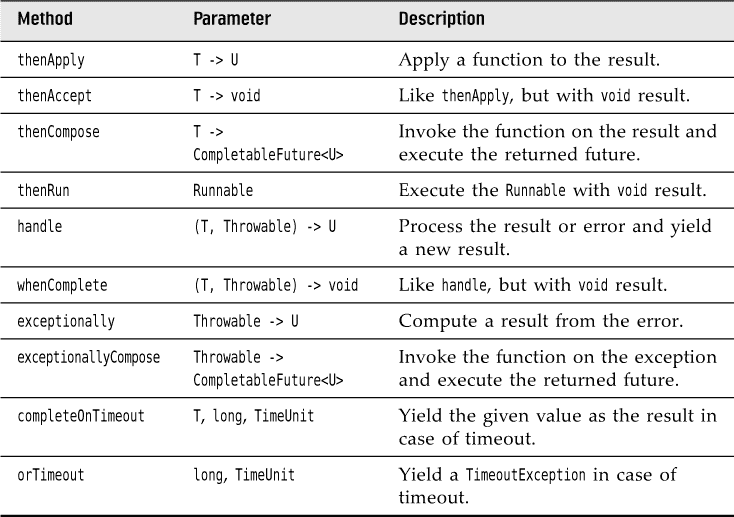 Method Parameter Description
thenApply T -> U Apply a function to the result.
thenAccept T -> void Like thenApply, but with void result.
thenCompose T -> Invoke the function on the result and
CompletableFuture<U> execute the returned future.
thenRun Runnable Execute the Runnable with void result.
handle (T, Throwable) -> U Process the result or error and yield
a new result.
whenComplete (T, Throwable) -> void Like handle, but with void result.
exceptionally Throwable -> U Compute a result from the error.
exceptionallyCompose Throwable -> Invoke the function on the exception
CompletableFuture<U> and execute the returned future.
completeOnTimeout T, long, TimeUnit Yield the given value as the result in
case of timeout.
orTimeout long, TimeUnit Yield a TimeoutException in case of
timeout.